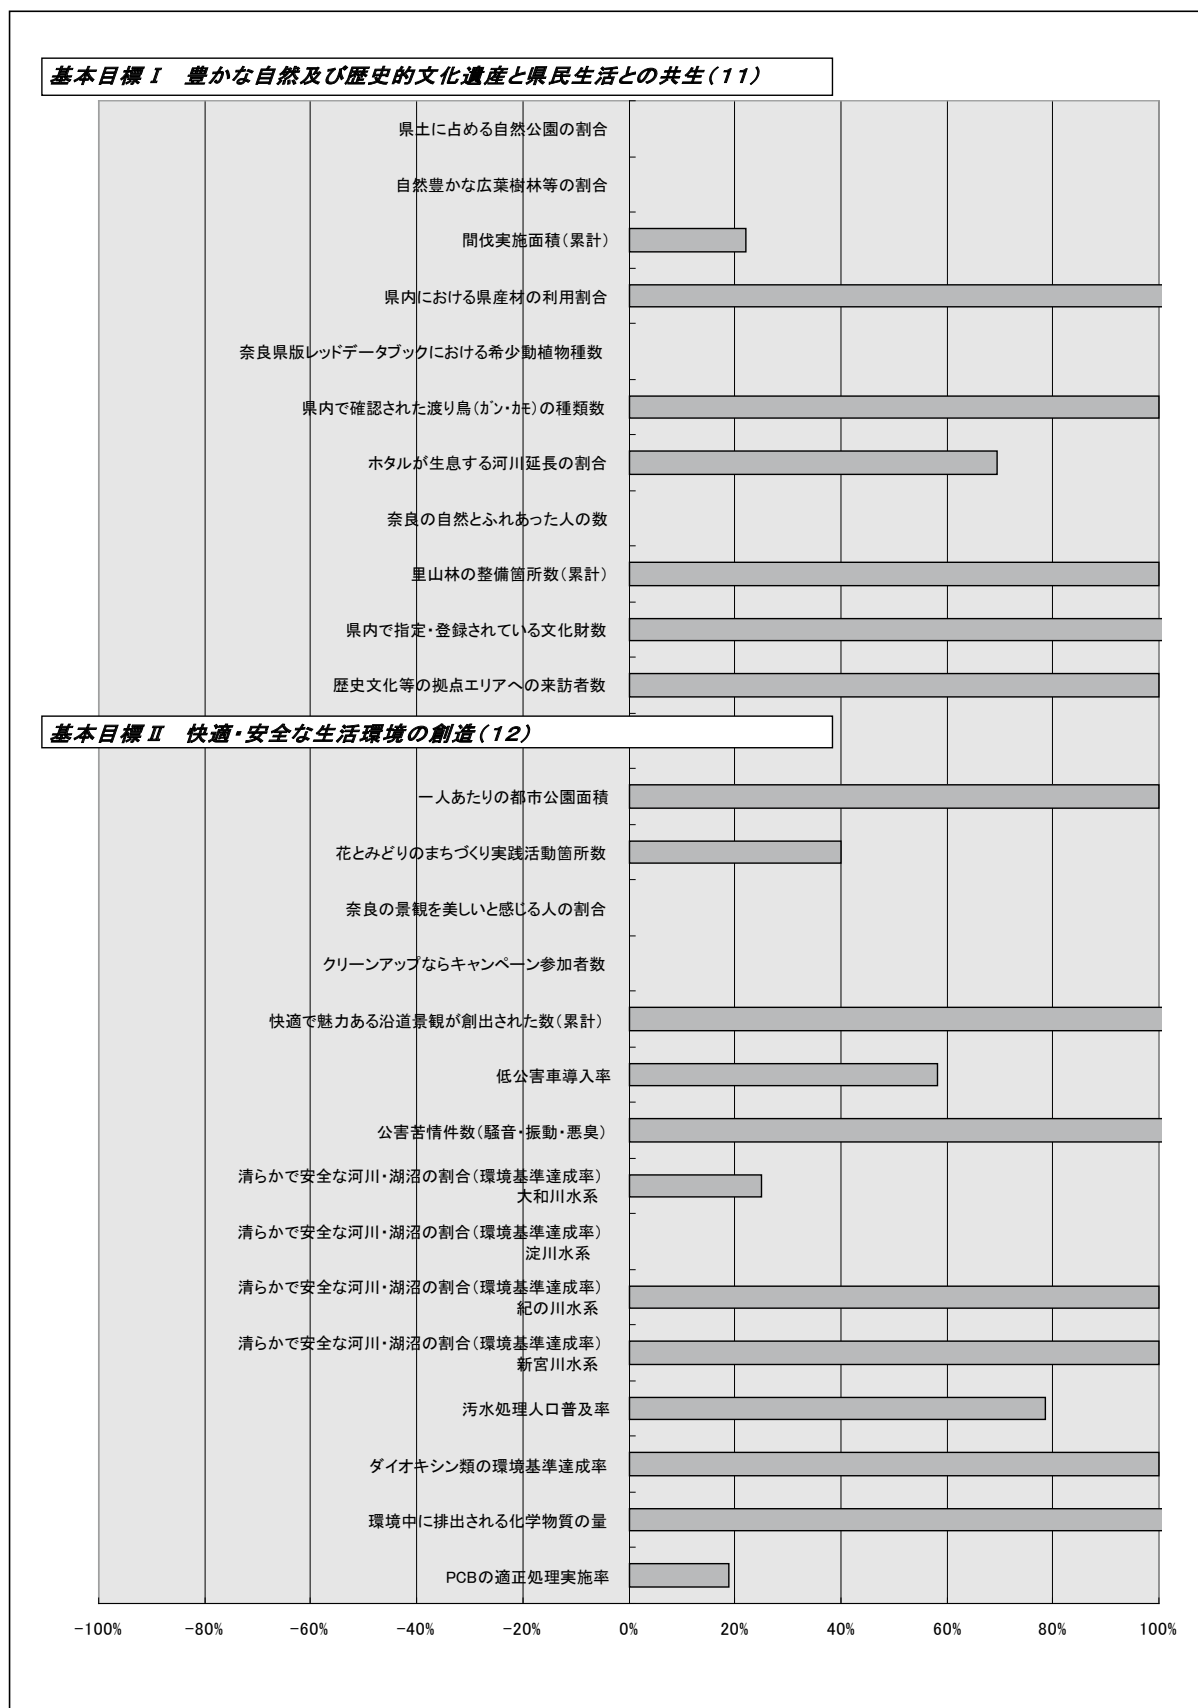 基本目標Ⅰ　豊かな自然及び歴史的文化遺産と県民生活との共生(11)
県土に占める自然公園の割合
自然豊かな広葉樹林等の割合
間伐実施面積(累計)
県内における県産材の利用割合
奈良県版レッドデータブックにおける希少動植物種数
県内で確認された渡り鳥(ｶﾞﾝ・ｶﾓ)の種類数
ホタルが生息する河川延長の割合
奈良の自然とふれあった人の数
里山林の整備箇所数(累計)
県内で指定・登録されている文化財数
歴史文化等の拠点エリアへの来訪者数
基本目標Ⅱ　快適・安全な生活環境の創造(12)
一人あたりの都市公園面積
花とみどりのまちづくり実践活動箇所数
奈良の景観を美しいと感じる人の割合
クリーンアップならキャンペーン参加者数
快適で魅力ある沿道景観が創出された数(累計)
低公害車導入率
公害苦情件数(騒音・振動・悪臭)
清らかで安全な河川・湖沼の割合(環境基準達成率)
大和川水系
清らかで安全な河川・湖沼の割合(環境基準達成率)
淀川水系
清らかで安全な河川・湖沼の割合(環境基準達成率)
紀の川水系
清らかで安全な河川・湖沼の割合(環境基準達成率)
新宮川水系
汚水処理人口普及率
ダイオキシン類の環境基準達成率
環境中に排出される化学物質の量
PCBの適正処理実施率
-100% -80% -60% -40% -20% 0% 20% 40% 60% 80% 100%